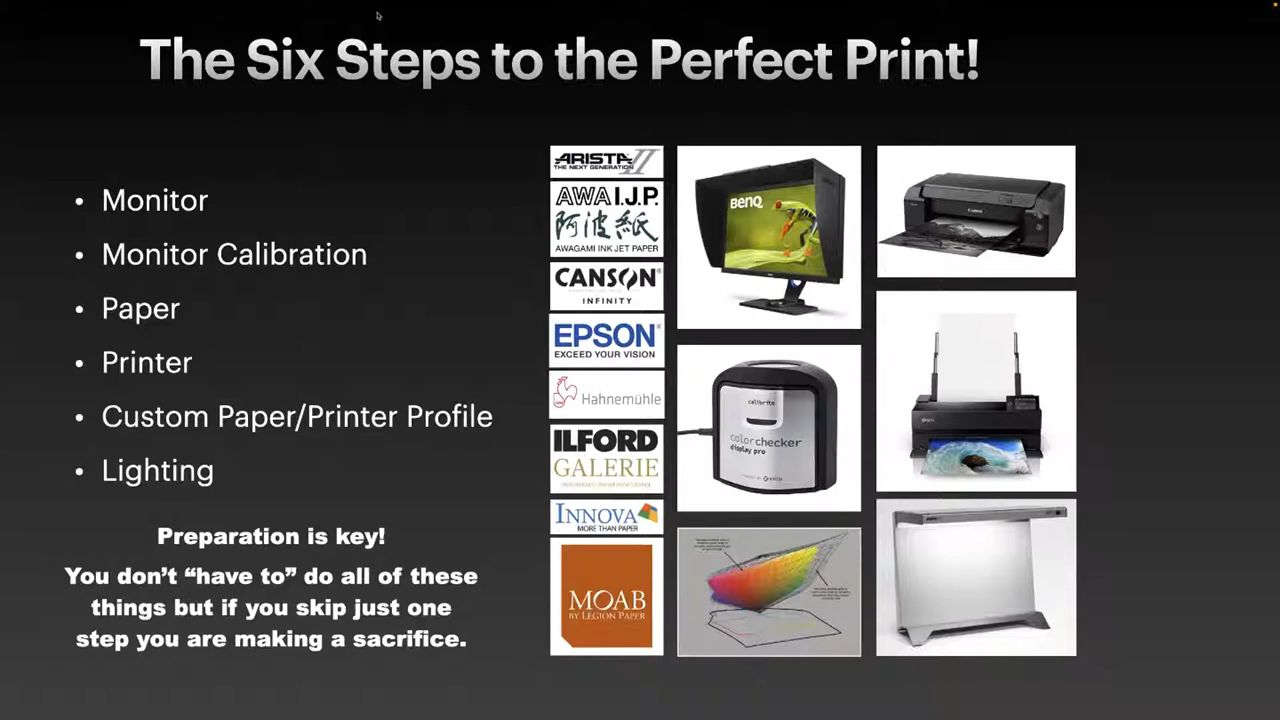 The Six Steps to the Perfect Print!
• Monitor
• Monitor Calibration
• Paper
• Printer
• Custom Paper/Printer Profile
• Lighting
Preparation is key!
You don't “have to” do all of these
things but if you skip just one
step you are making a sacrifice.
ARISTA II
THE NEXT GENERATION
AWA I.J.P.
阿波紙
AWAGAMI INK JET PAPER
CANSON®
INFINITY
EPSON®
EXCEED YOUR VISION
Hahnemühle
ILFORD
GALERIE
INNOVA
MORE THAN PAPER
MOAB
BY LEGION PAPER
BenQ
calibrite
colorchecker
display pro
Canon
EPSON